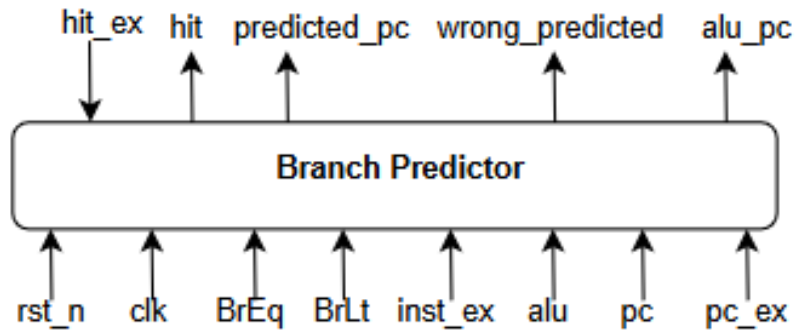 hit_ex hit predicted_pc wrong_predicted alu_pc
Branch Predictor
rst_n clk BrEq BrLt inst_ex alu pc pc_ex